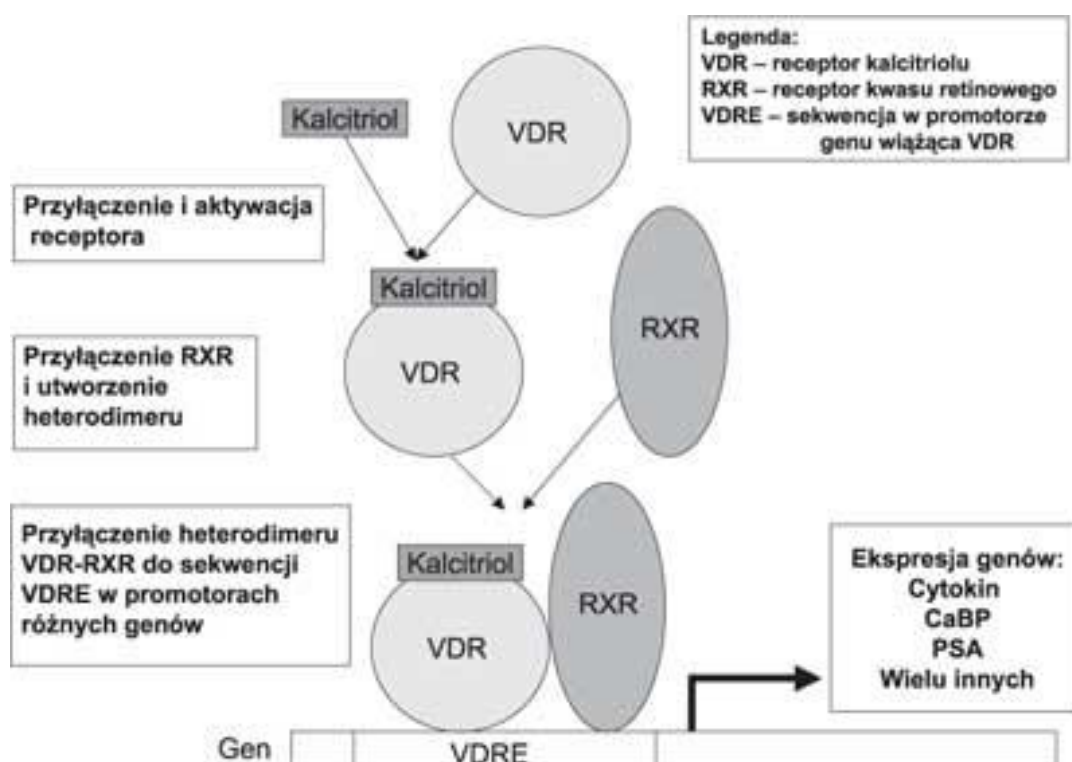 Legenda:
VDR – receptor kalcitriolu
RXR – receptor kwasu retinowego
VDRE – sekwencja w promotorze
genu wiążąca VDR
Kalcitriol
VDR
Przyłączenie i aktywacja
receptora
Kalcitriol
VDR
RXR
Przyłączenie RXR
i utworzenie
heterodimeru
Przyłączenie heterodimeru
VDR-RXR do sekwencji
VDRE w promotorach
różnych genów
Kalcitriol
VDR
RXR
Ekspresja genów:
Cytokin
CaBP
PSA
Wielu innych
Gen
VDRE